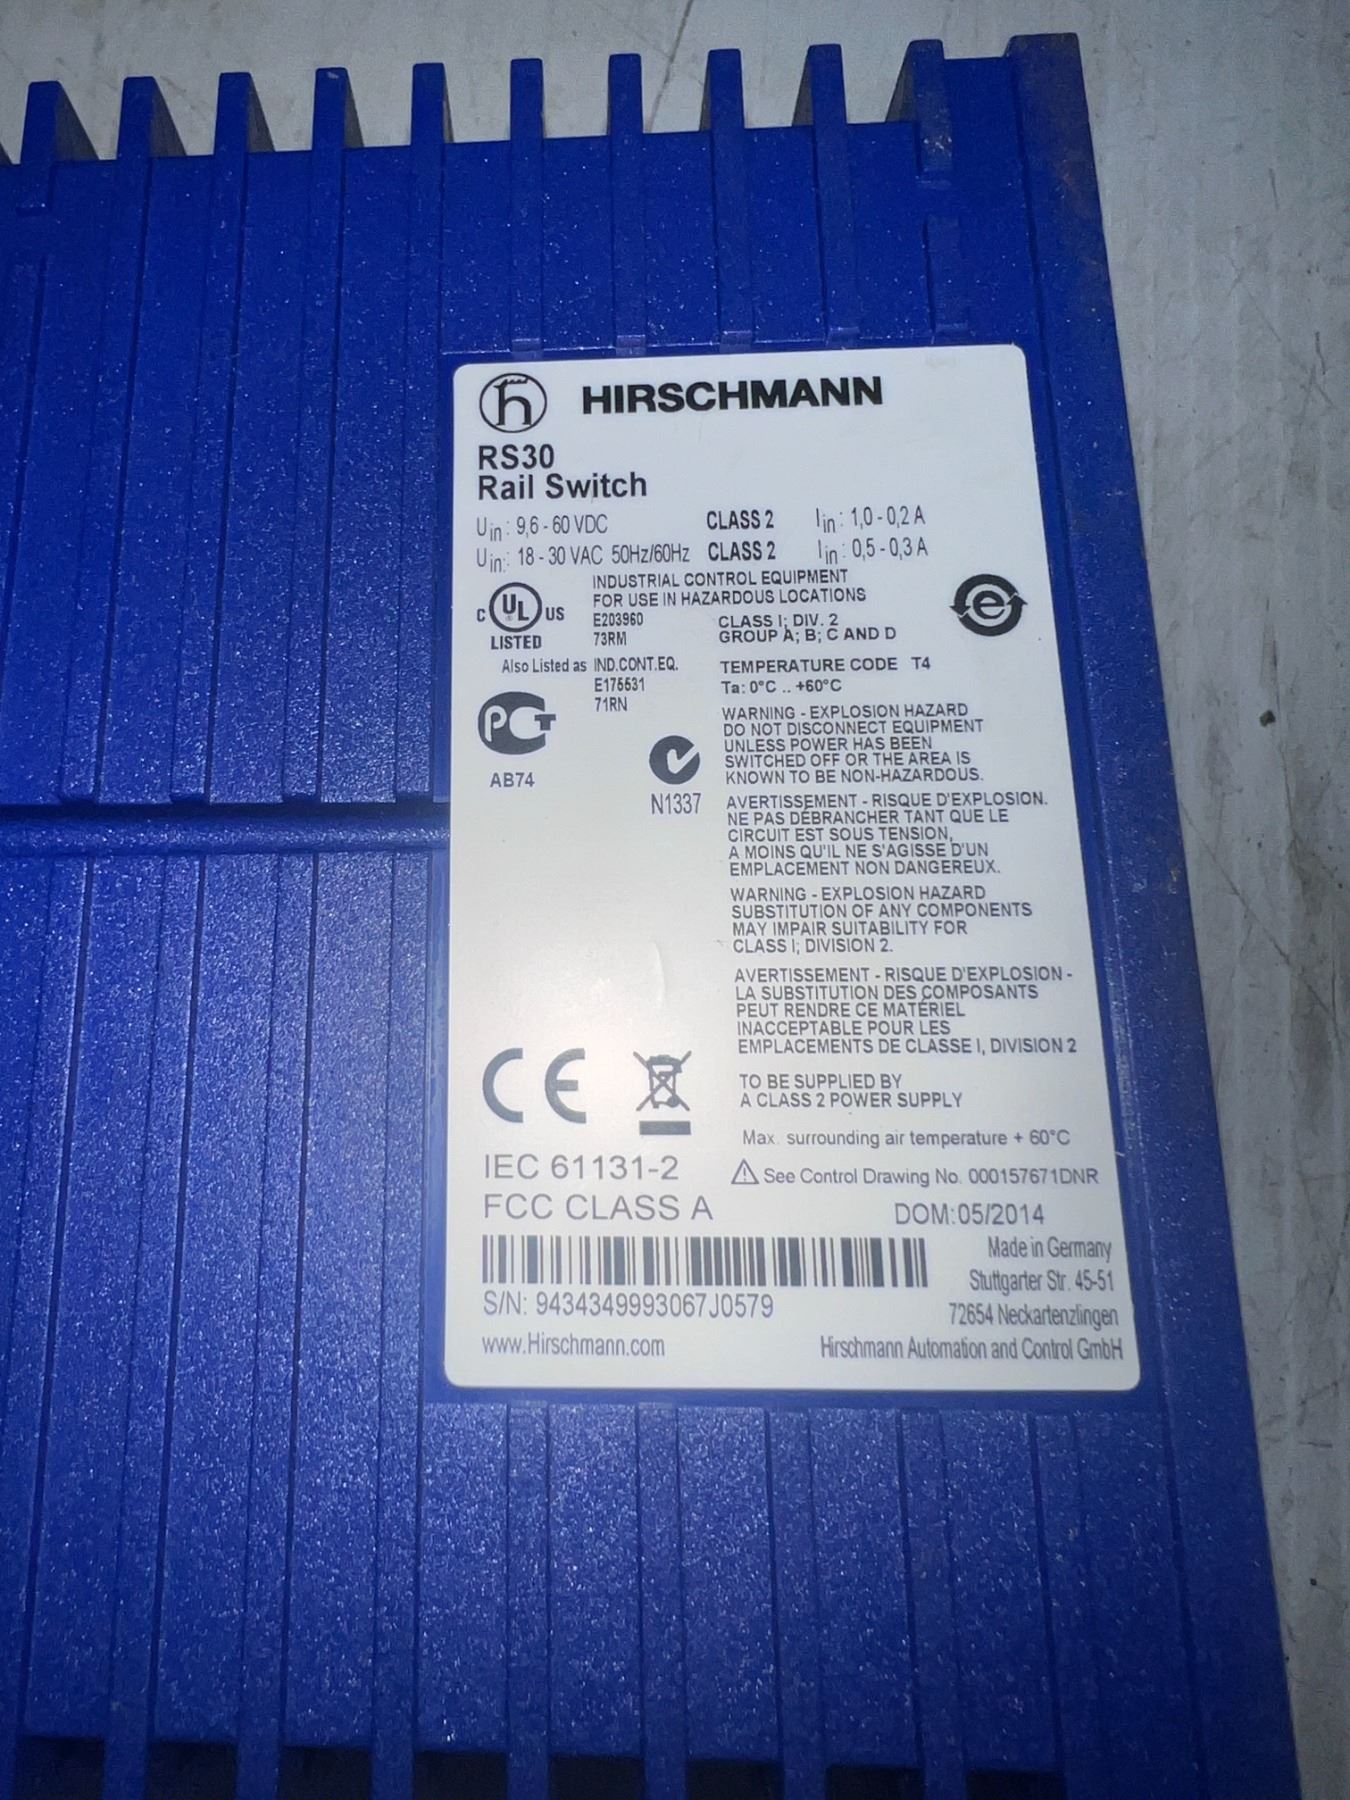 HIRSCHMANN
RS30
Rail Switch
Uin: 9,6 - 60 VDC CLASS 2 Iin: 1,0 - 0,2 A
Uin: 18 - 30 VAC 50Hz/60Hz CLASS 2 Iin: 0,5 - 0,3 A
INDUSTRIAL CONTROL EQUIPMENT
FOR USE IN HAZARDOUS LOCATIONS
C UL US
LISTED
E203960
73RM
CLASS I; DIV. 2
GROUP A; B; C AND D
Also Listed as IND.CONT.EQ.
E175531
71RN
TEMPERATURE CODE T4
Ta: 0°C .. +60°C
AB74
N1337
WARNING - EXPLOSION HAZARD
DO NOT DISCONNECT EQUIPMENT
UNLESS POWER HAS BEEN
SWITCHED OFF OR THE AREA IS
KNOWN TO BE NON-HAZARDOUS.
AVERTISSEMENT - RISQUE D'EXPLOSION.
NE PAS DÉBRANCHER TANT QUE LE
CIRCUIT EST SOUS TENSION,
A MOINS QU'IL NE S'AGISSE D'UN
EMPLACEMENT NON DANGEREUX.
WARNING - EXPLOSION HAZARD
SUBSTITUTION OF ANY COMPONENTS
MAY IMPAIR SUITABILITY FOR
CLASS I; DIVISION 2.
AVERTISSEMENT - RISQUE D'EXPLOSION -
LA SUBSTITUTION DES COMPOSANTS
PEUT RENDRE CE MATÉRIEL
INACCEPTABLE POUR LES
EMPLACEMENTS DE CLASSE I, DIVISION 2
TO BE SUPPLIED BY
A CLASS 2 POWER SUPPLY
Max. surrounding air temperature + 60°C
See Control Drawing No. 000157671DNR
CE
IEC 61131-2
FCC CLASS A
DOM:05/2014
Made in Germany
Stuttgarter Str. 45-51
72654 Neckartenzlingen
Hirschmann Automation and Control GmbH
S/N: 9434349993067J0579
www.Hirschmann.com